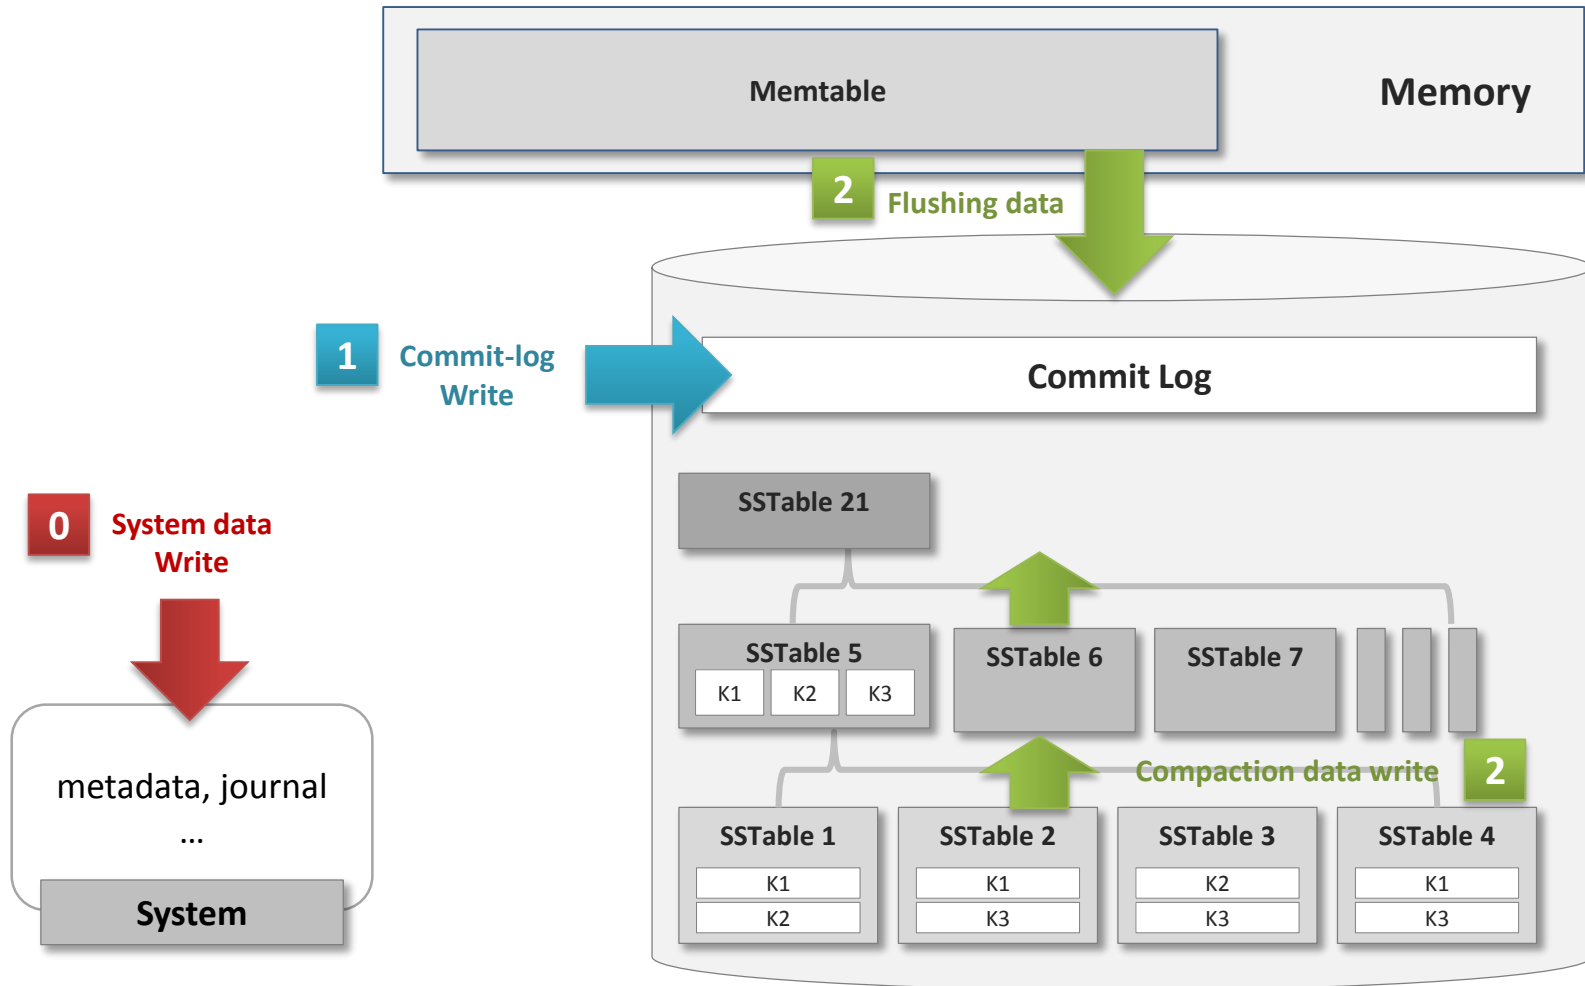 Memtable
Memory
2
Flushing data
1
Commit-log
Write
Commit Log
0
System data
Write
SSTable 21
SSTable 5
K1 K2 K3
SSTable 6
SSTable 7
Compaction data write
2
metadata, journal
...
System
SSTable 1
K1
K2
SSTable 2
K1
K3
SSTable 3
K2
K3
SSTable 4
K1
K3